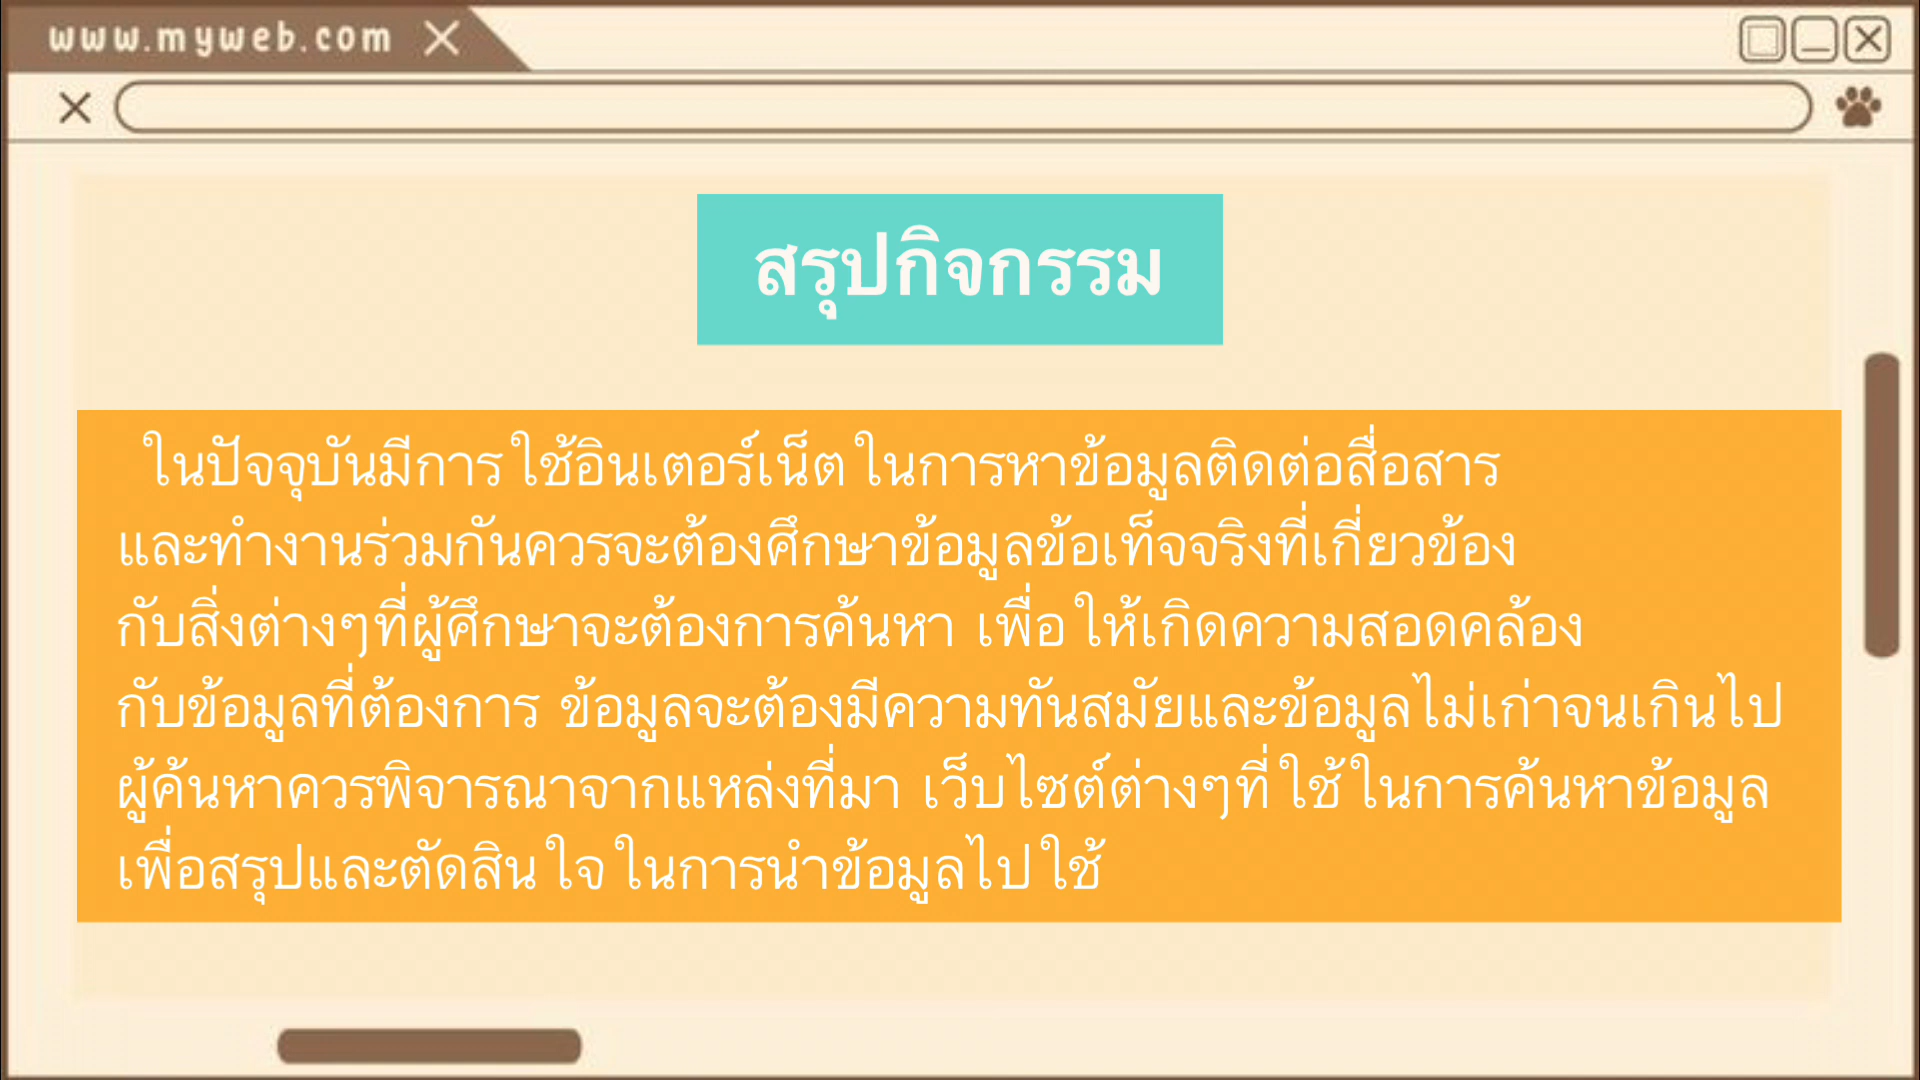 www.myweb.com
สรุปกิจกรรม
ในปัจจุบันมีการใช้อินเตอร์เน็ตในการหาข้อมูลติดต่อสื่อสาร
และทำงานร่วมกันควรจะต้องศึกษาข้อมูลข้อเท็จจริงที่เกี่ยวข้อง
กับสิ่งต่างๆที่ผู้ศึกษาจะต้องการค้นหา เพื่อให้เกิดความสอดคล้อง
กับข้อมูลที่ต้องการ ข้อมูลจะต้องมีความทันสมัยและข้อมูลไม่เก่าจนเกินไป
ผู้ค้นหาควรพิจารณาจากแหล่งที่มา เว็บไซต์ต่างๆที่ใช้ในการค้นหาข้อมูล
เพื่อสรุปและตัดสินใจในการนำข้อมูลไปใช้